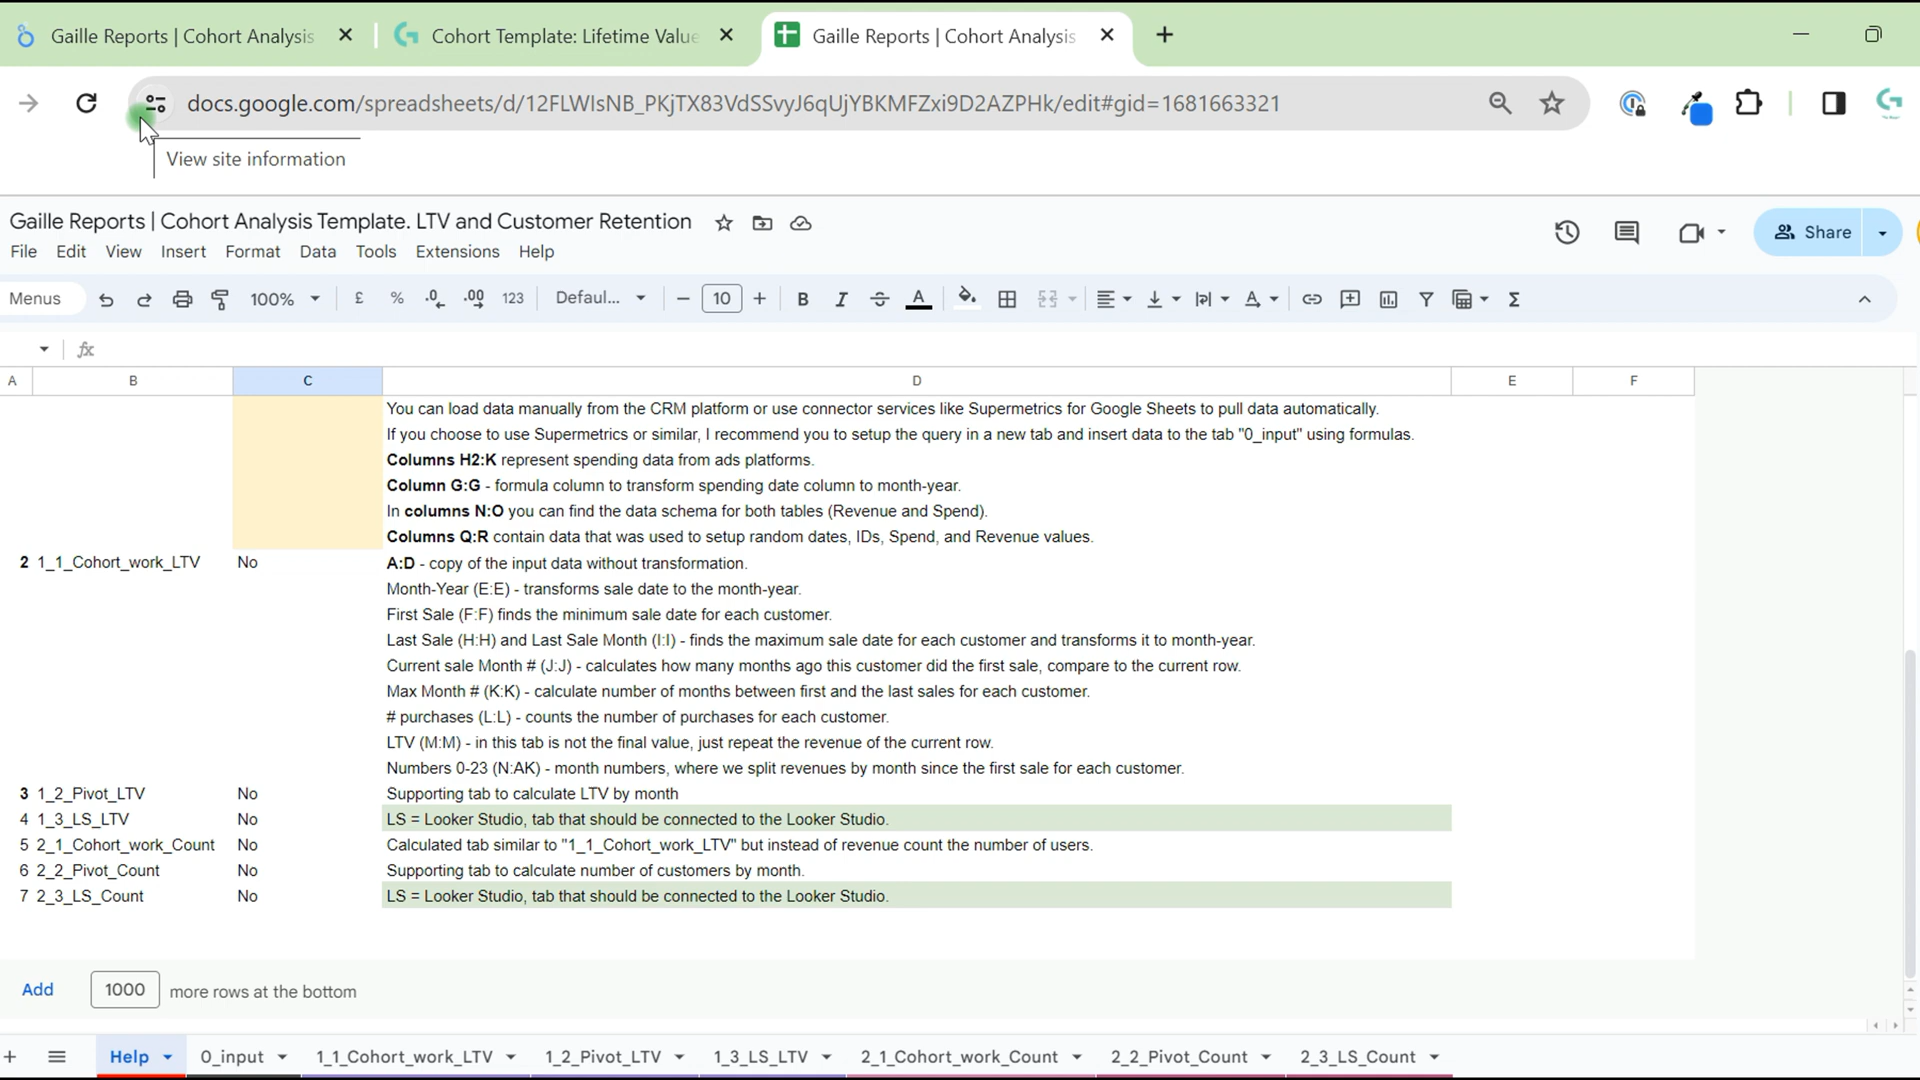 Gaille Reports | Cohort Analysis
Cohort Template: Lifetime Value
Gaille Reports | Cohort Analysis
docs.google.com/spreadsheets/d/12FLWIsNB_PKjTX83VdSSvyJ6qUjYBKMFZxi9D2AZPHk/edit#gid=1681663321
View site information
Gaille Reports | Cohort Analysis Template. LTV and Customer Retention
File Edit View Insert Format Data Tools Extensions Help
Share
Menus 100% £ % .0 .00 123 Defaul... 10 B I A
fx
A B C D E F
You can load data manually from the CRM platform or use connector services like Supermetrics for Google Sheets to pull data automatically.
If you choose to use Supermetrics or similar, I recommend you to setup the query in a new tab and insert data to the tab "0_input" using formulas.
Columns H2:K represent spending data from ads platforms.
Column G:G - formula column to transform spending date column to month-year.
In columns N:O you can find the data schema for both tables (Revenue and Spend).
Columns Q:R contain data that was used to setup random dates, IDs, Spend, and Revenue values.
2 1_1_Cohort_work_LTV No A:D - copy of the input data without transformation.
Month-Year (E:E) - transforms sale date to the month-year.
First Sale (F:F) finds the minimum sale date for each customer.
Last Sale (H:H) and Last Sale Month (I:I) - finds the maximum sale date for each customer and transforms it to month-year.
Current sale Month # (J:J) - calculates how many months ago this customer did the first sale, compare to the current row.
Max Month # (K:K) - calculate number of months between first and the last sales for each customer.
# purchases (L:L) - counts the number of purchases for each customer.
LTV (M:M) - in this tab is not the final value, just repeat the revenue of the current row.
Numbers 0-23 (N:AK) - month numbers, where we split revenues by month since the first sale for each customer.
3 1_2_Pivot_LTV No Supporting tab to calculate LTV by month
4 1_3_LS_LTV No LS = Looker Studio, tab that should be connected to the Looker Studio.
5 2_1_Cohort_work_Count No Calculated tab similar to "1_1_Cohort_work_LTV" but instead of revenue count the number of users.
6 2_2_Pivot_Count No Supporting tab to calculate number of customers by month.
7 2_3_LS_Count No LS = Looker Studio, tab that should be connected to the Looker Studio.
Add 1000 more rows at the bottom
Help 0_input 1_1_Cohort_work_LTV 1_2_Pivot_LTV 1_3_LS_LTV 2_1_Cohort_work_Count 2_2_Pivot_Count 2_3_LS_Count